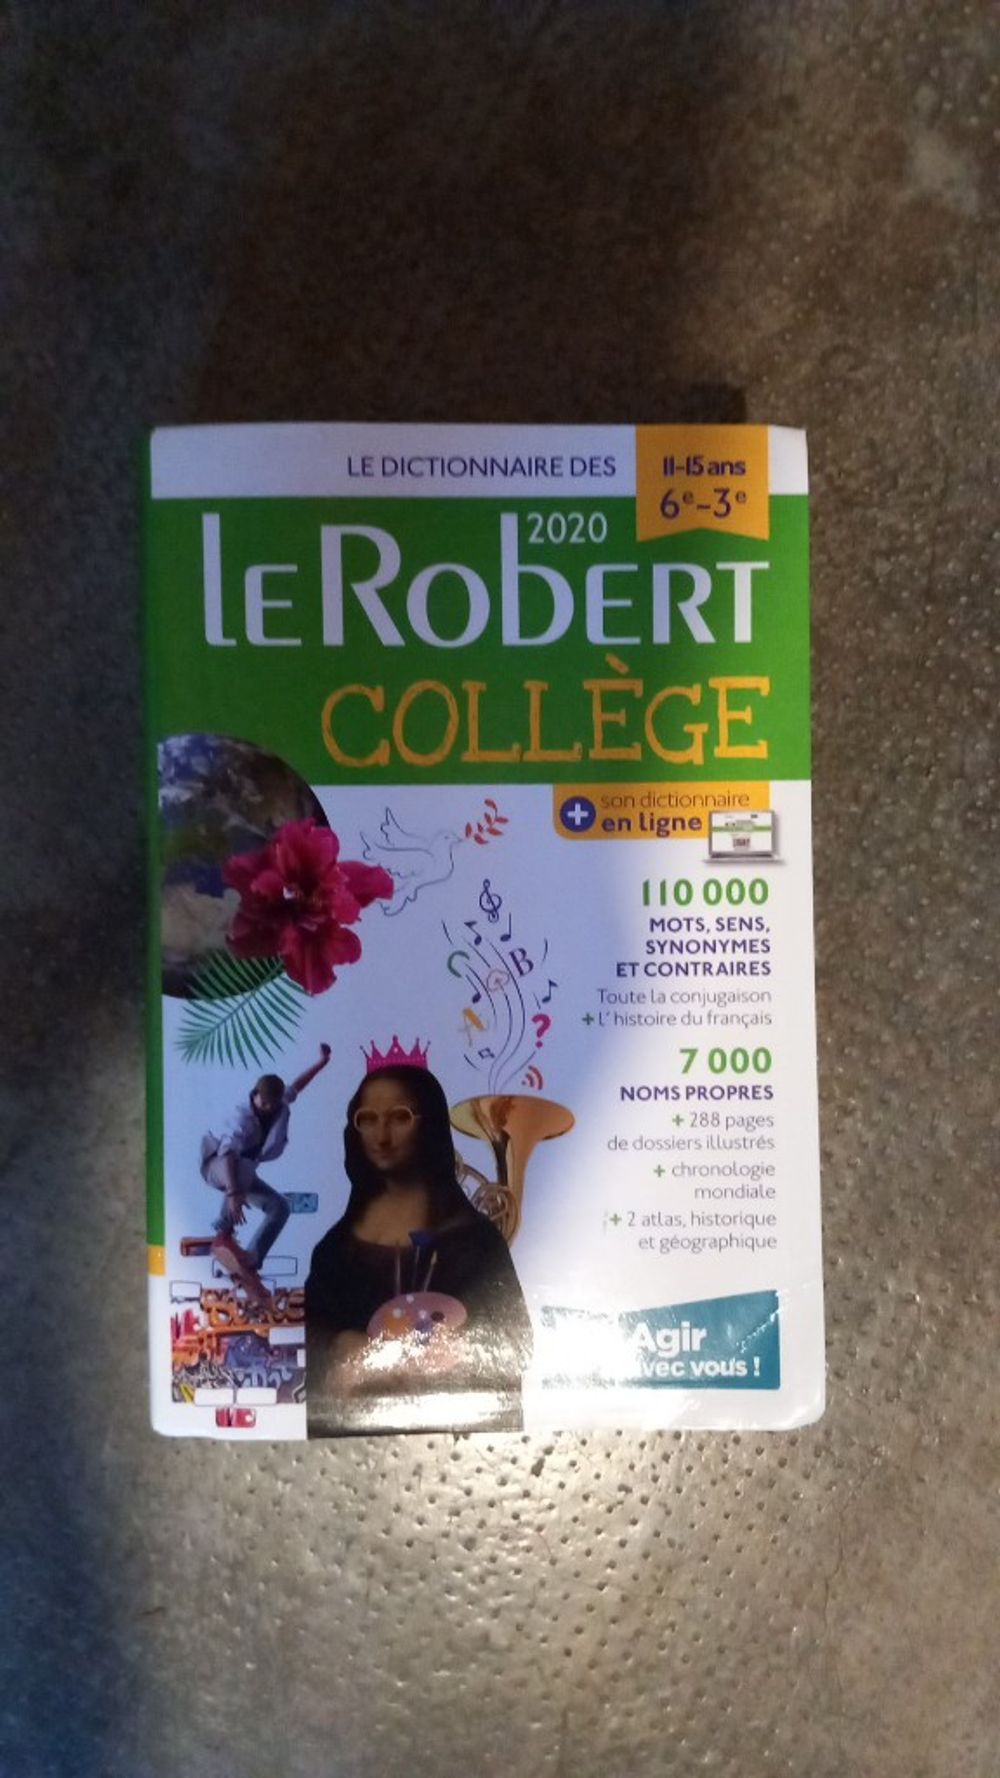 LE DICTIONNAIRE DES
11-15 ans
6e-3e
2020
LE ROBERT
COLLÈGE
+ son dictionnaire
en ligne
110 000
MOTS, SENS,
SYNONYMES
ET CONTRAIRES
Toute la conjugaison
+ l'histoire du français
7 000
NOMS PROPRES
+ 288 pages
de dossiers illustrés
+ chronologie
mondiale
+ 2 atlas, historique
et géographique
Agir
vec vous !